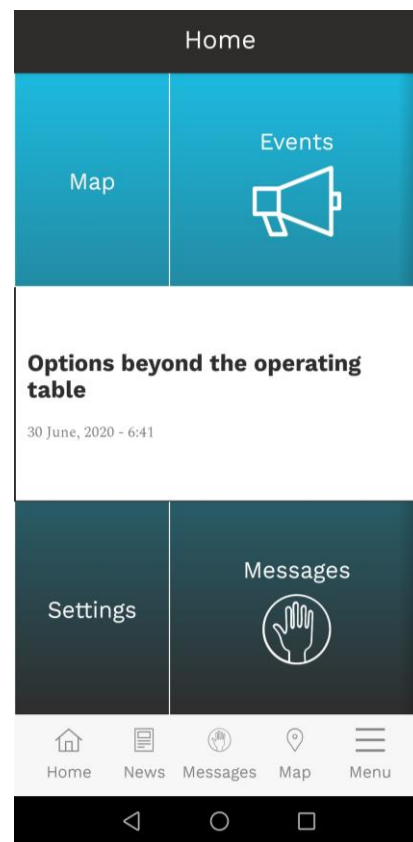 Home
Map
Events
Options beyond the operating
table
30 June, 2020 - 6:41
Settings
Messages
Home News Messages Map Menu